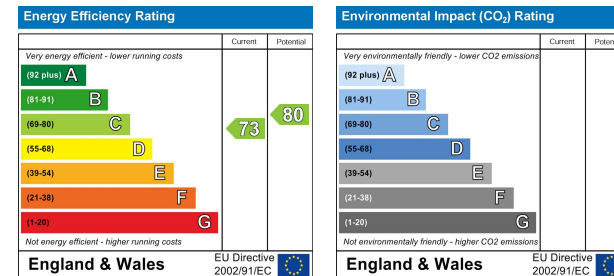 Energy Efficiency Rating
Current Potential
Very energy efficient - lower running costs
(92 plus) A
(81-91) B
(69-80) C
(55-68) D
(39-54) E
(21-38) F
(1-20) G
73
80
Not energy efficient - higher running costs
England & Wales
EU Directive
2002/91/EC
Environmental Impact (CO₂) Rating
Current Poten
Very environmentally friendly - lower CO2 emissions
(92 plus) A
(81-91) B
(69-80) C
(55-68) D
(39-54) E
(21-38) F
(1-20) G
Not environmentally friendly - higher CO2 emissions
England & Wales
EU Directive
2002/91/EC